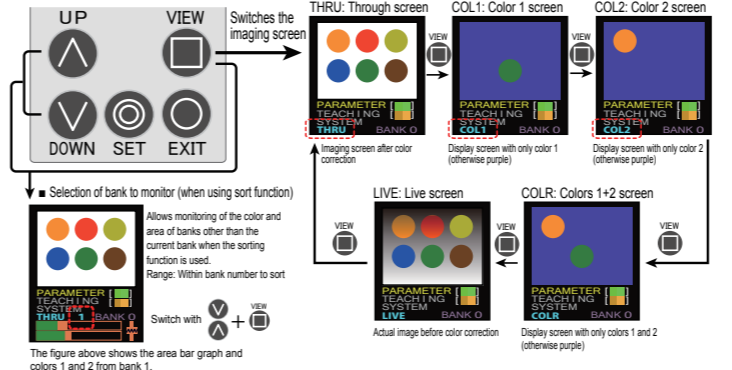 UP
VIEW
DOWN
SET
EXIT
Switches the
imaging screen
THRU: Through screen
PARAMETER [ ]
TEACHING [ ]
SYSTEM
THRU BANK 0
Imaging screen after color
correction
VIEW
COL1: Color 1 screen
PARAMETER [ ]
TEACHING [ ]
SYSTEM
COL1 BANK 0
Display screen with only color 1
(otherwise purple)
VIEW
COL2: Color 2 screen
PARAMETER [ ]
TEACHING [ ]
SYSTEM
COL2 BANK 0
Display screen with only color 2
(otherwise purple)
VIEW
COLR: Colors 1+2 screen
PARAMETER [ ]
TEACHING [ ]
SYSTEM
COLR BANK 0
Display screen with only colors 1 and 2
(otherwise purple)
VIEW
LIVE: Live screen
PARAMETER [ ]
TEACHING [ ]
SYSTEM
LIVE BANK 0
Actual image before color correction
VIEW
■ Selection of bank to monitor (when using sort function)
PARAMETER [ ]
TEACHING [ ]
SYSTEM
THRU 1 BANK 0
Allows monitoring of the color and
area of banks other than the
current bank when the sorting
function is used.
Range: Within bank number to sort
Switch with
+
VIEW
The figure above shows the area bar graph and
colors 1 and 2 from bank 1.